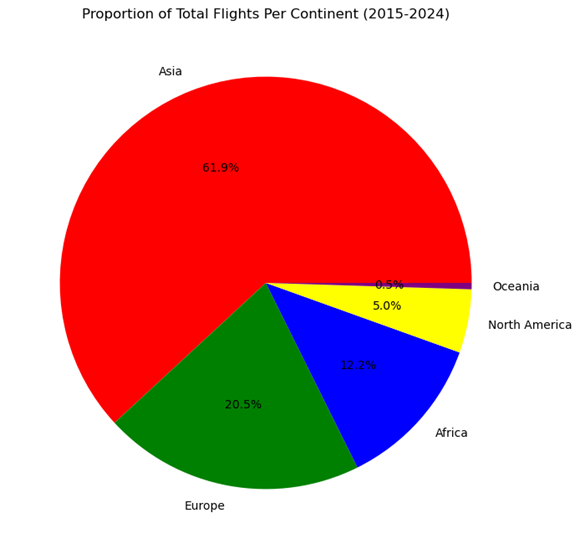 Proportion of Total Flights Per Continent (2015-2024)
Asia
61.9%
0.5%
Oceania
5.0%
North America
12.2%
20.5%
Africa
Europe